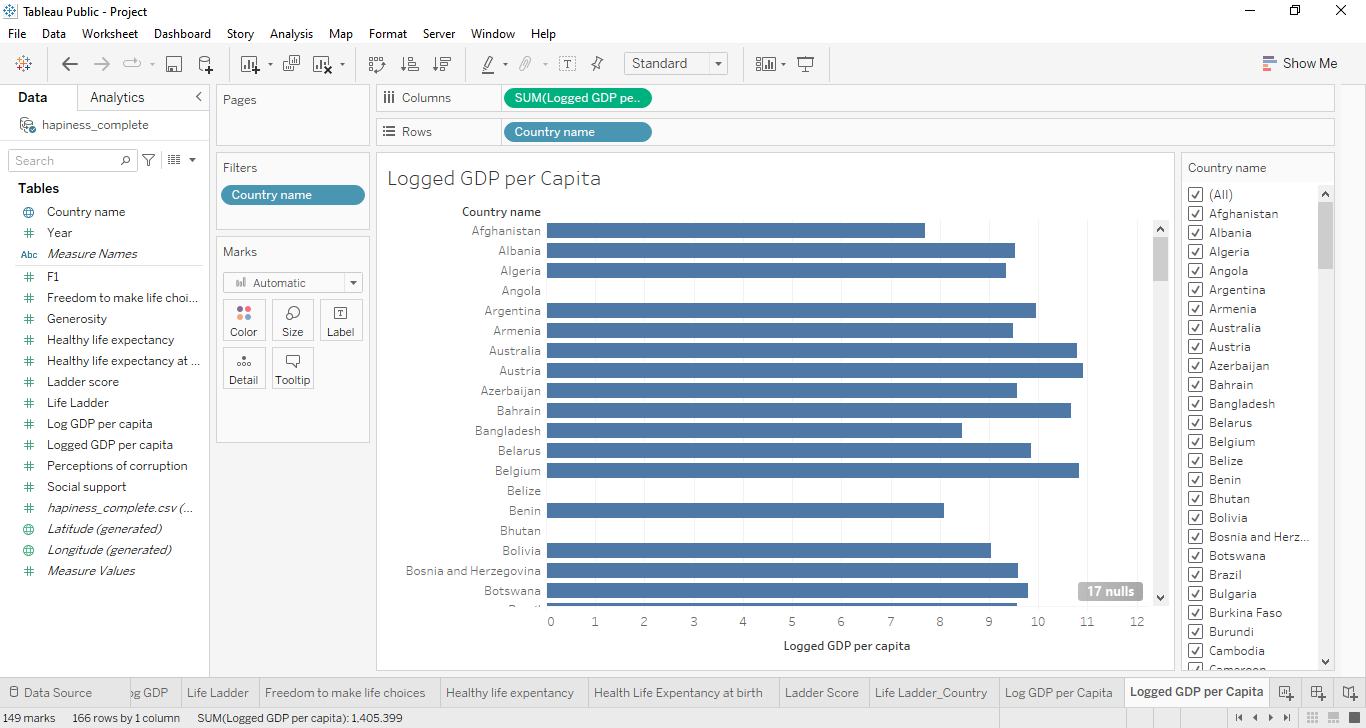 Tableau Public - Project
File Data Worksheet Dashboard Story Analysis Map Format Server Window Help
Standard
Show Me
Data Analytics
hapiness_complete
Search
Tables
Country name
Year
Abc Measure Names
F1
Freedom to make life choi...
Generosity
Healthy life expectancy
Healthy life expectancy at ...
Ladder score
Life Ladder
Log GDP per capita
Logged GDP per capita
Perceptions of corruption
Social support
hapiness_complete.csv (...
Latitude (generated)
Longitude (generated)
Measure Values
Pages
Filters
Country name
Marks
Automatic
Color Size Label
Detail Tooltip
Columns SUM(Logged GDP pe..
Rows Country name
Logged GDP per Capita
Country name
Afghanistan
Albania
Algeria
Angola
Argentina
Armenia
Australia
Austria
Azerbaijan
Bahrain
Bangladesh
Belarus
Belgium
Belize
Benin
Bhutan
Bolivia
Bosnia and Herzegovina
Botswana
Brazil
17 nulls
0 1 2 3 4 5 6 7 8 9 10 11 12
Logged GDP per capita
Country name
(All)
Afghanistan
Albania
Algeria
Angola
Argentina
Armenia
Australia
Austria
Azerbaijan
Bahrain
Bangladesh
Belarus
Belgium
Belize
Benin
Bhutan
Bolivia
Bosnia and Herz...
Botswana
Brazil
Bulgaria
Burkina Faso
Burundi
Cambodia
Cameroon
Data Source og GDP Life Ladder Freedom to make life choices Healthy life expentancy Health Life Expentancy at birth Ladder Score Life Ladder_Country Log GDP per Capita Logged GDP per Capita
149 marks 166 rows by 1 column SUM(Logged GDP per capita): 1,405.399